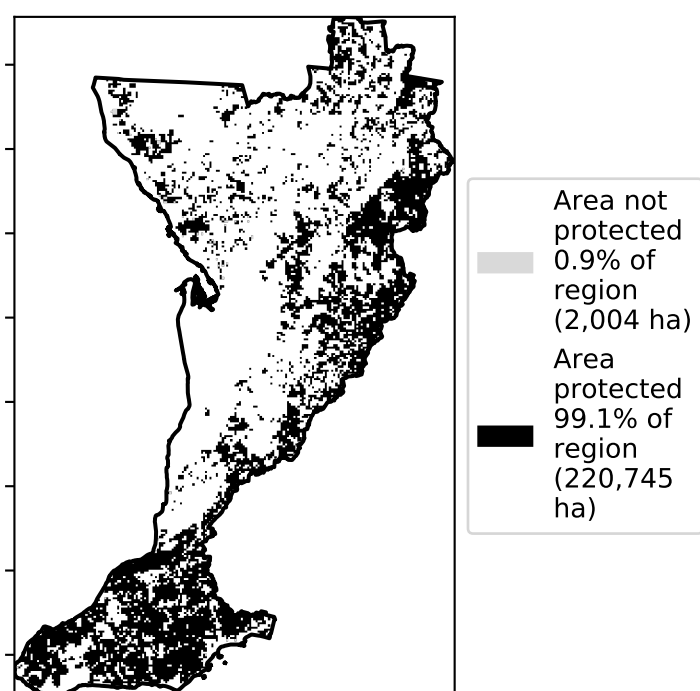 Area not
protected
0.9% of
region
(2,004 ha)
Area
protected
99.1% of
region
(220,745
ha)